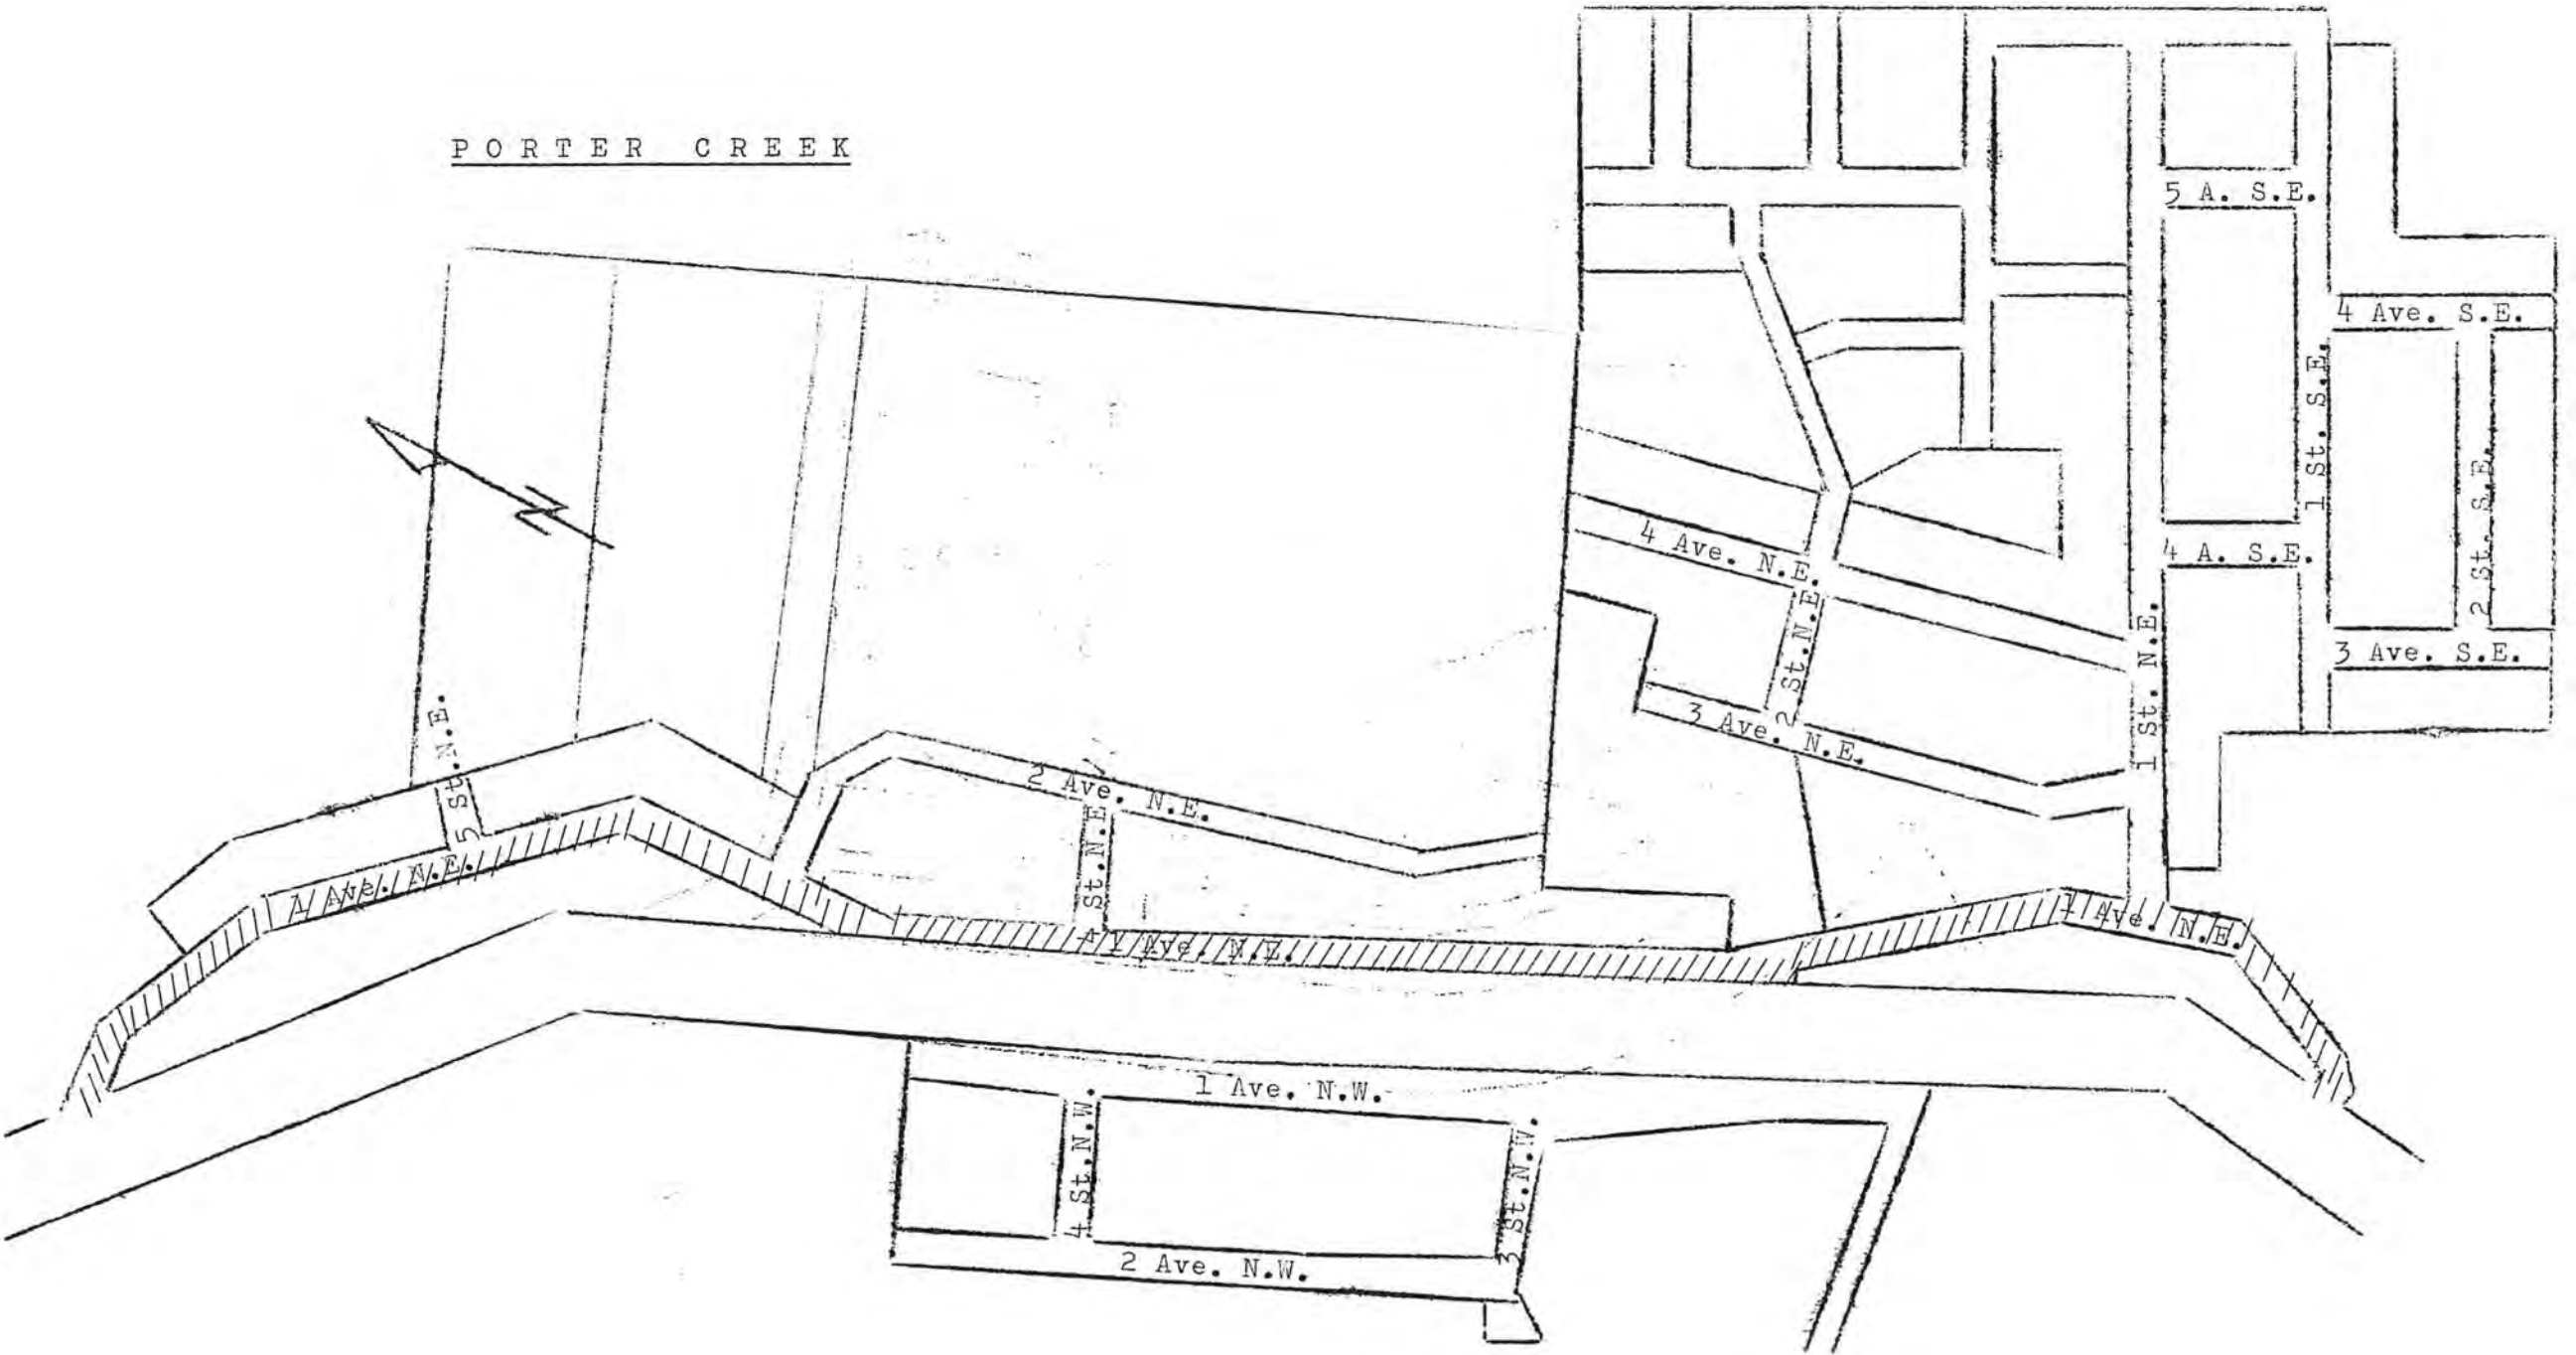 PORTER CREEK
5 A. S.E.
4 Ave. S.E.
1 St. S.E.
2 St. S.E.
4 Ave. N.E.
4 A. S.E.
2 St. N.E.
1 St. N.E.
3 Ave. S.E.
3 Ave. N.E.
5 St. N.E.
2 Ave. N.E.
4 St. N.E.
1 Ave. N.E.
1 Ave. N.E.
1 Ave. N.E.
1 Ave. N.W.
4 St. N.W.
3 St. N.W.
2 Ave. N.W.